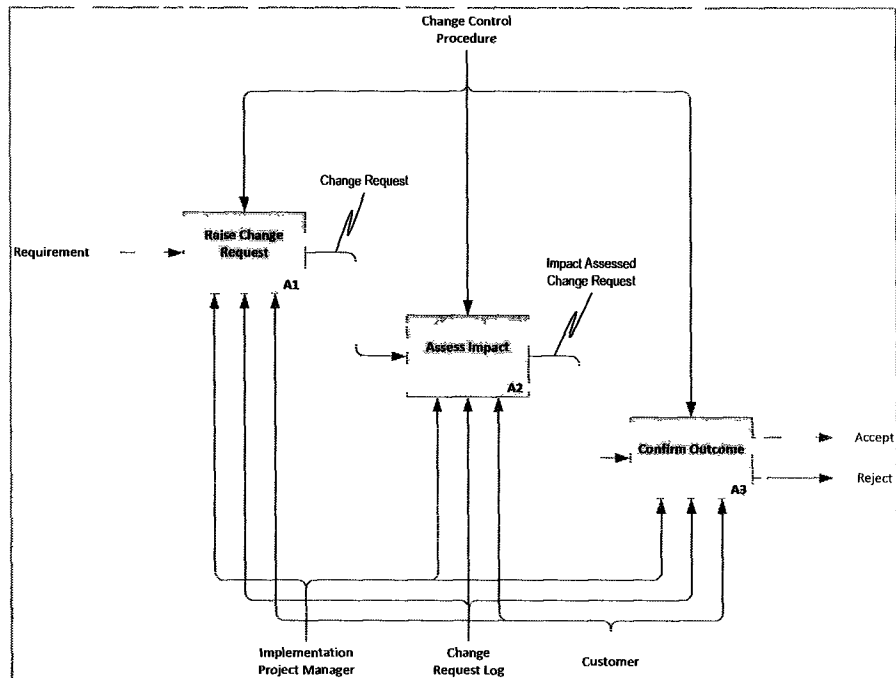 Change Control
Procedure
Change Request
Raise Change
Request
Requirement
A1
Impact Assessed
Change Request
Assess Impact
A2
Confirm Outcome
Accept
Reject
A3
Implementation
Project Manager
Change
Request Log
Customer